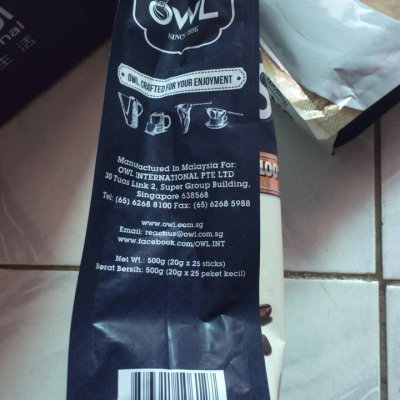 OWL
SINCE 1956
OWL CRAFTED FOR YOUR ENJOYMENT
Manufactured In Malaysia For:
OWL INTERNATIONAL PTE LTD
30 Tuas Link 2, Super Group Building,
Singapore 638568
Tel: (65) 6268 8100 Fax: (65) 6268 5988
www.owl.com.sg
Email: reachus@owl.com.sg
www.facebook.com/OWL.INT
Net Wt.: 500g (20g x 25 sticks)
Berat Bersih: 500g (20g x 25 peket kecil)
生活